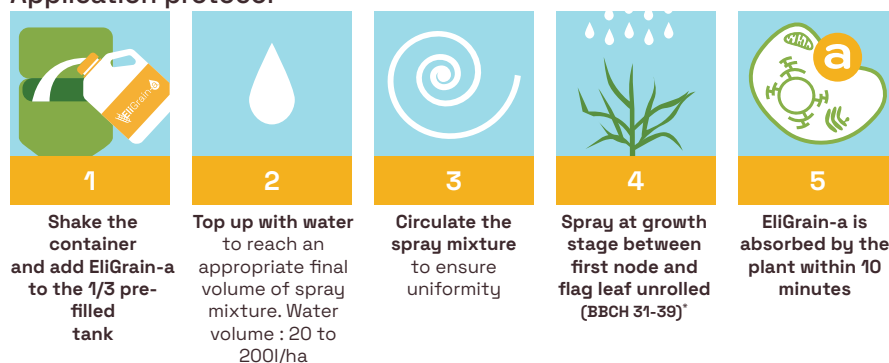 Application protocol
EliGrain-a
a
1
2
3
4
5
Shake the
container
and add EliGrain-a
to the 1/3 pre-
filled
tank
Top up with water
to reach an
appropriate final
volume of spray
mixture. Water
volume : 20 to
200l/ha
Circulate the
spray mixture
to ensure
uniformity
Spray at growth
stage between
first node and
flag leaf unrolled
(BBCH 31-39)*
EliGrain-a is
absorbed by the
plant within 10
minutes